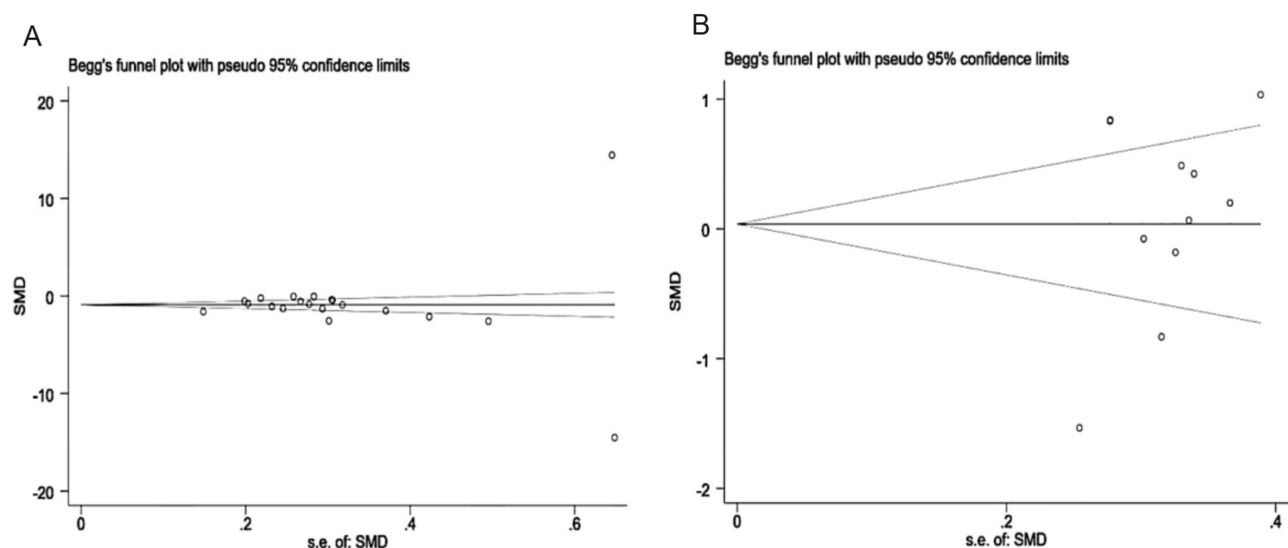 A
Begg's funnel plot with pseudo 95% confidence limits
20
10
0
-10
-20
SMD
0
.2
.4
.6
s.e. of: SMD
B
Begg's funnel plot with pseudo 95% confidence limits
1
0
-1
-2
SMD
0
.2
.4
s.e. of: SMD